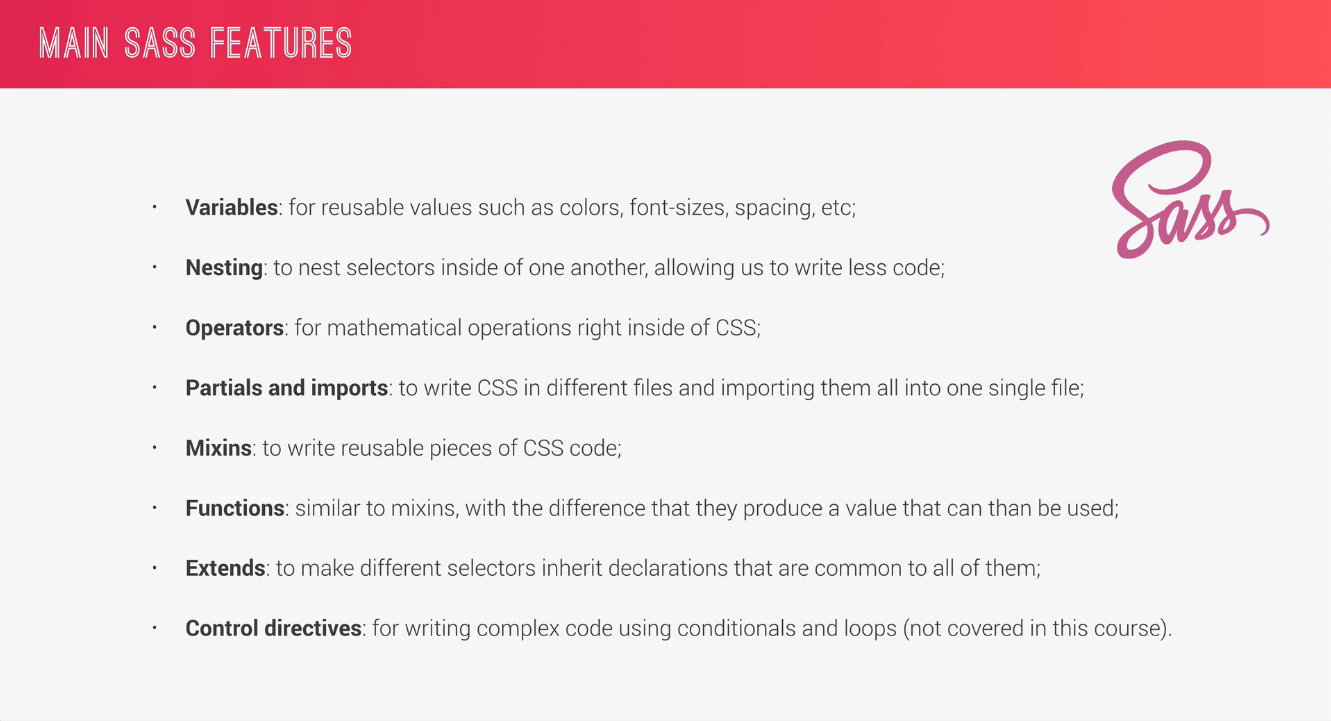 MAIN SASS FEATURES
Sass
• Variables: for reusable values such as colors, font-sizes, spacing, etc;
• Nesting: to nest selectors inside of one another, allowing us to write less code;
• Operators: for mathematical operations right inside of CSS;
• Partials and imports: to write CSS in different files and importing them all into one single file;
• Mixins: to write reusable pieces of CSS code;
• Functions: similar to mixins, with the difference that they produce a value that can than be used;
• Extends: to make different selectors inherit declarations that are common to all of them;
• Control directives: for writing complex code using conditionals and loops (not covered in this course).